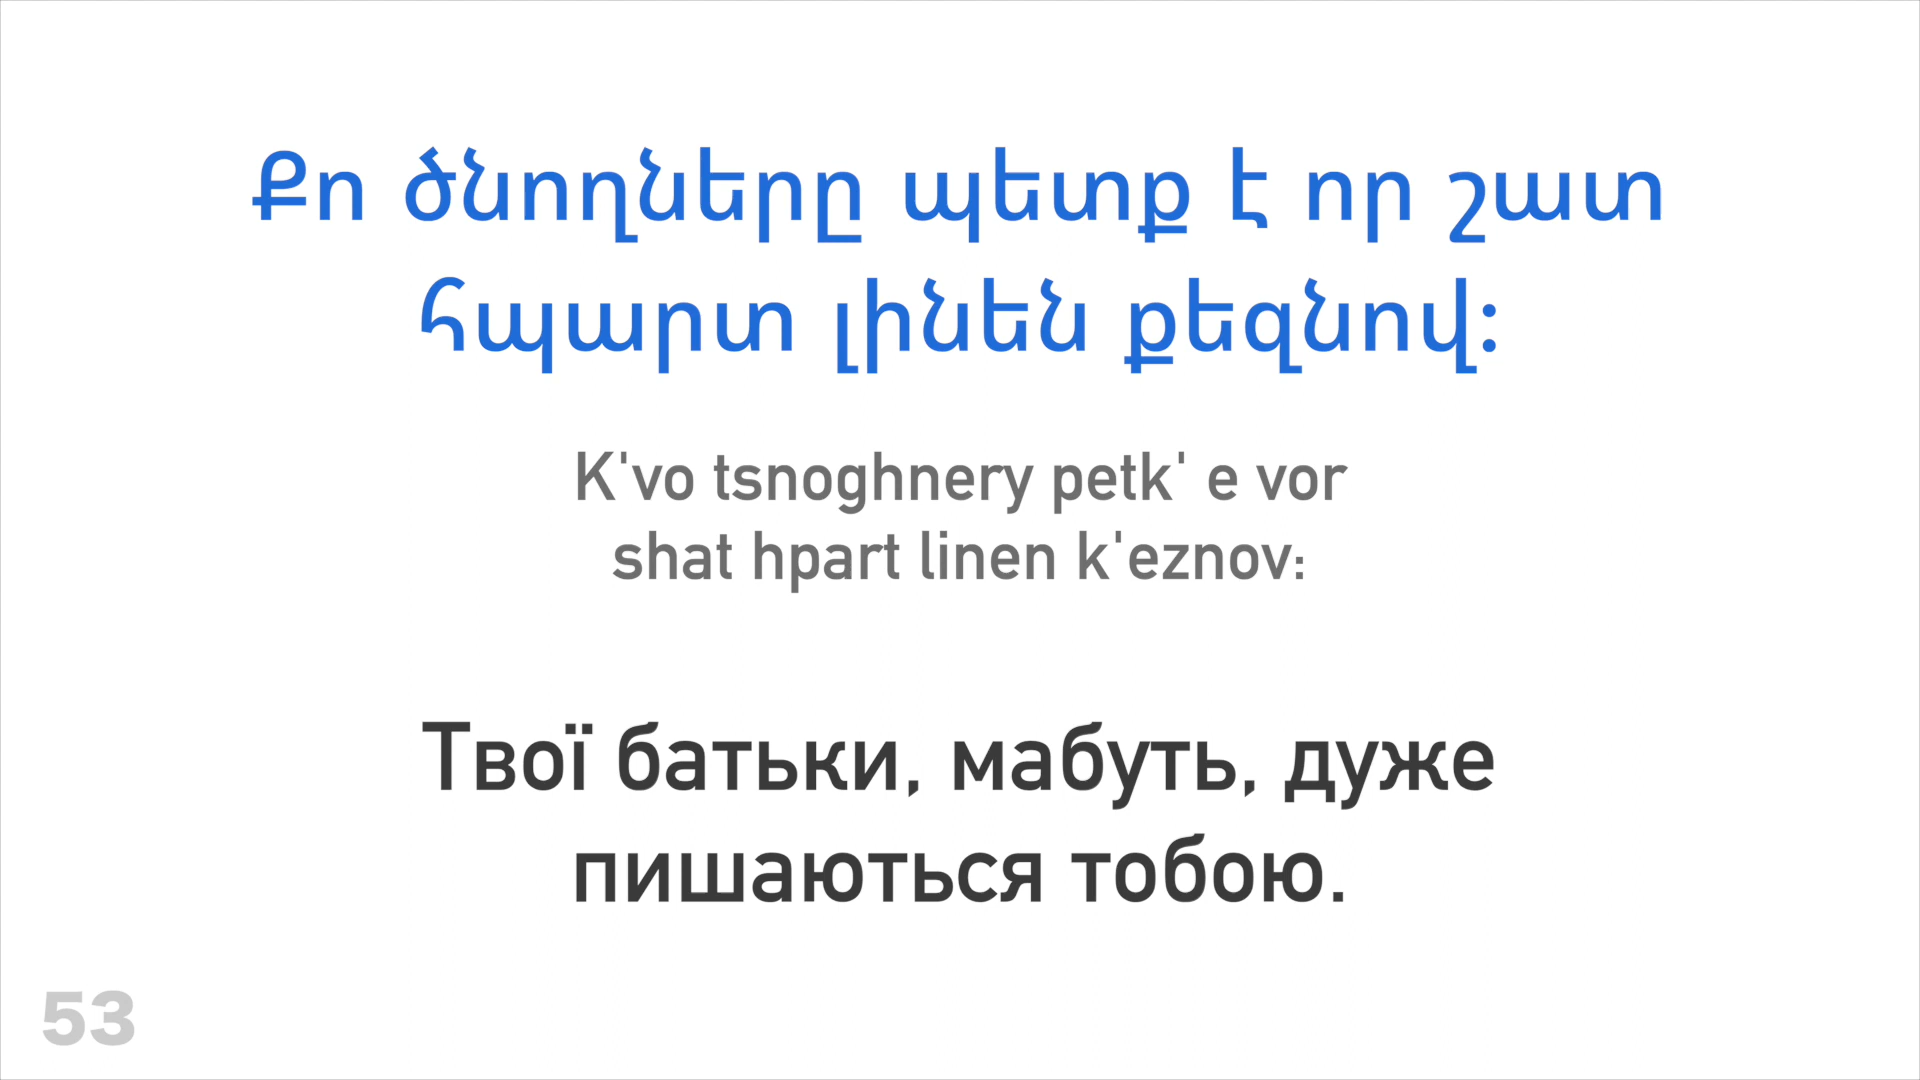 Քո ծնողները պետք է որ շատ
հպարտ լինեն քեզնով:
K'vo tsnoghnery petk' e vor
shat hpart linen k'eznov:
Твої батьки, мабуть, дуже
пишаються тобою.
53